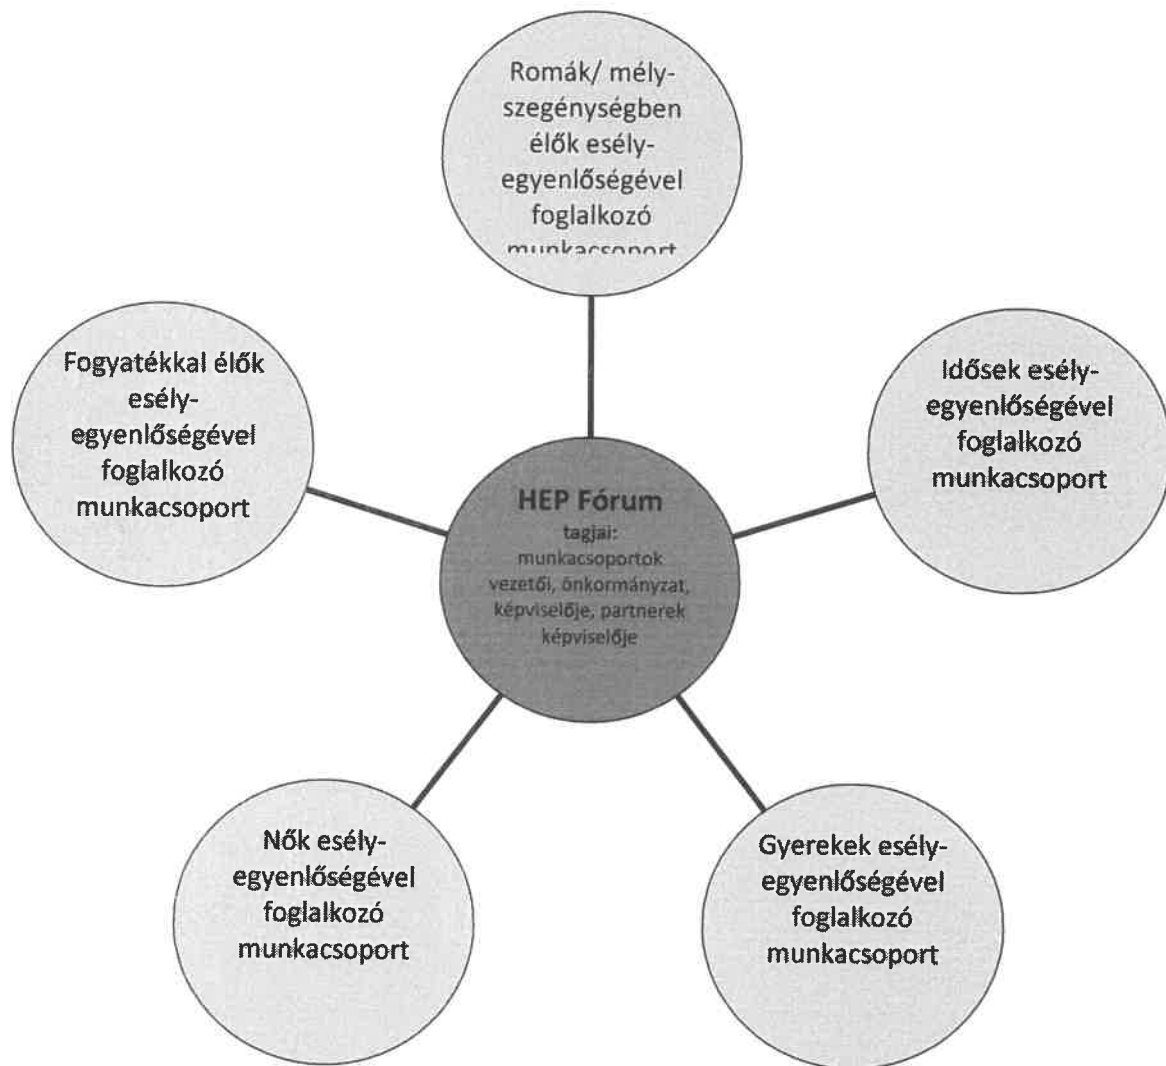 Romák/ mély-
szegénységben
élők esély-
egyenlőségével
foglalkozó
munkacsoport
Fogyatékkal élők
esély-
egyenlőségével
foglalkozó
munkacsoport
Idősek esély-
egyenlőségével
foglalkozó
munkacsoport
HEP Fórum
tagjai:
munkacsoportok
vezetői, önkormányzat,
képviselője, partnerek
képviselője
Nők esély-
egyenlőségével
foglalkozó
munkacsoport
Gyerekek esély-
egyenlőségével
foglalkozó
munkacsoport